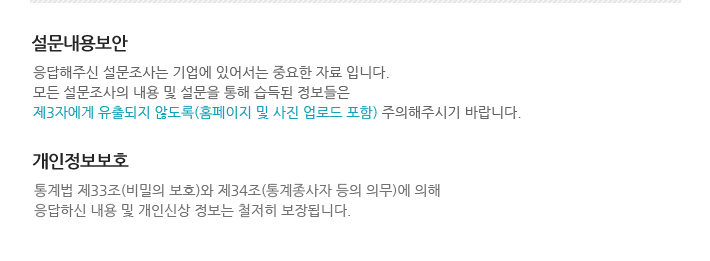 설문내용보안
응답해주신 설문조사는 기업에 있어서는 중요한 자료 입니다.
모든 설문조사의 내용 및 설문을 통해 습득된 정보들은
제3자에게 유출되지 않도록(홈페이지 및 사진 업로드 포함) 주의해주시기 바랍니다.
개인정보보호
통계법 제33조(비밀의 보호)와 제34조(통계종사자 등의 의무)에 의해
응답하신 내용 및 개인신상 정보는 철저히 보장됩니다.